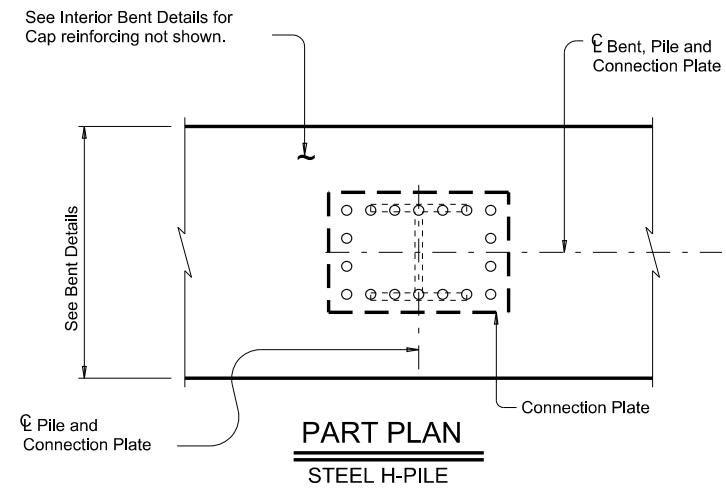 See Interior Bent Details for
Cap reinforcing not shown.
℄ Bent, Pile and
Connection Plate
See Bent Details
℄ Pile and
Connection Plate
Connection Plate
PART PLAN
STEEL H-PILE